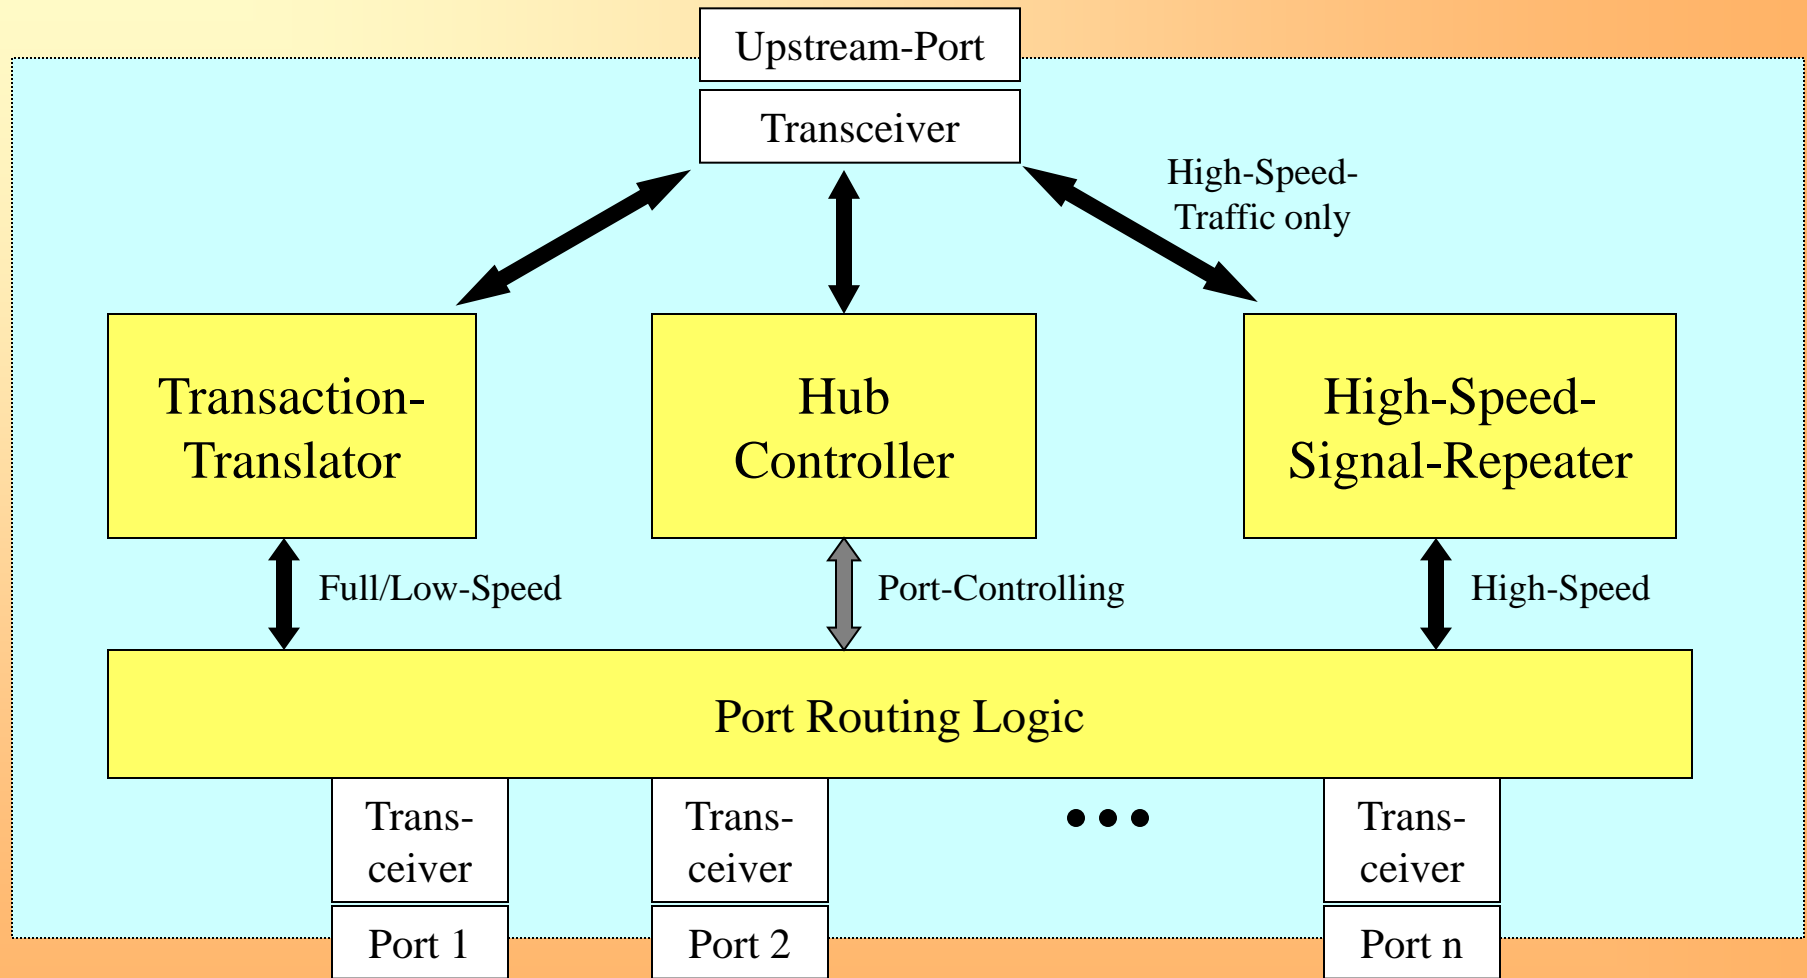 Upstream-Port
Transceiver
High-Speed-
Traffic only
Transaction-
Translator
Hub
Controller
High-Speed-
Signal-Repeater
Full/Low-Speed
Port-Controlling
High-Speed
Port Routing Logic
Trans-
ceiver
Trans-
ceiver
•••
Trans-
ceiver
Port 1
Port 2
Port n